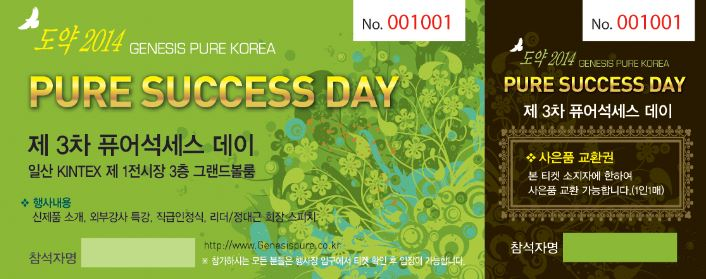 No. 001001
도약 2014 GENESIS PURE KOREA
PURE SUCCESS DAY
제 3차 퓨어석세스 데이
일산 KINTEX 제 1전시장 3층 그랜드볼룸
❖ 행사내용
신제품 소개, 외부강사 특강, 직급인정식, 리더/정대근 회장 스피치
참석자명
http://www.Genesispure.co.kr
※ 참가하시는 모든 분들은 행사장 입구에서 티켓 확인 후 입장이 가능합니다.
No. 001001
도약 2014 GENESIS PURE KOREA
PURE SUCCESS DAY
제 3차 퓨어석세스 데이
❖ 사은품 교환권
본 티켓 소지자에 한하여
사은품 교환 가능합니다.(1인1매)
참석자명